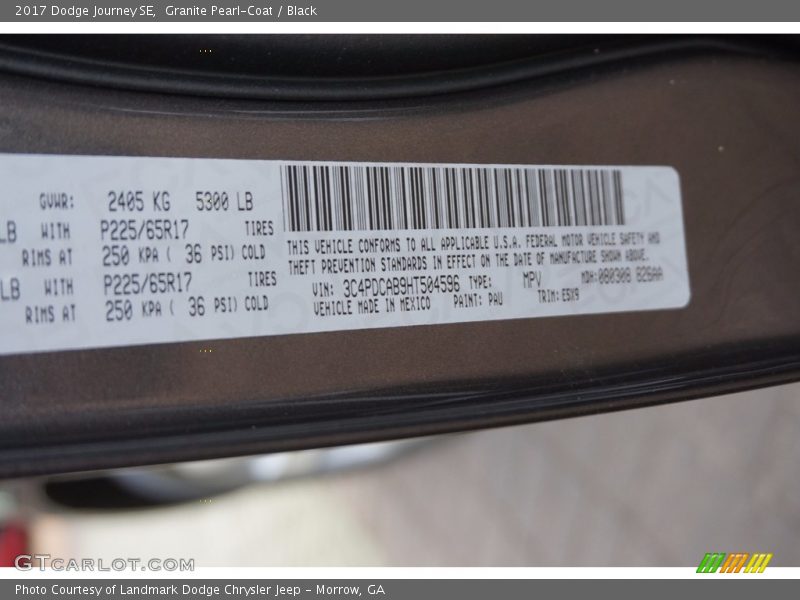 2017 Dodge Journey SE, Granite Pearl-Coat / Black
GVWR: 2405 KG 5300 LB
LB WITH P225/65R17 TIRES
RIMS AT 250 KPA ( 36 PSI) COLD
LB WITH P225/65R17 TIRES
RIMS AT 250 KPA ( 36 PSI) COLD
THIS VEHICLE CONFORMS TO ALL APPLICABLE U.S.A. FEDERAL MOTOR VEHICLE SAFETY AND
THEFT PREVENTION STANDARDS IN EFFECT ON THE DATE OF MANUFACTURE SHOWN ABOVE.
VIN: 3C4PDCAB9HT504596 TYPE: MPV MDH:
VEHICLE MADE IN MEXICO PAINT: PAU TRIM: E5X9
GTCARLOT.COM
Photo Courtesy of Landmark Dodge Chrysler Jeep - Morrow, GA